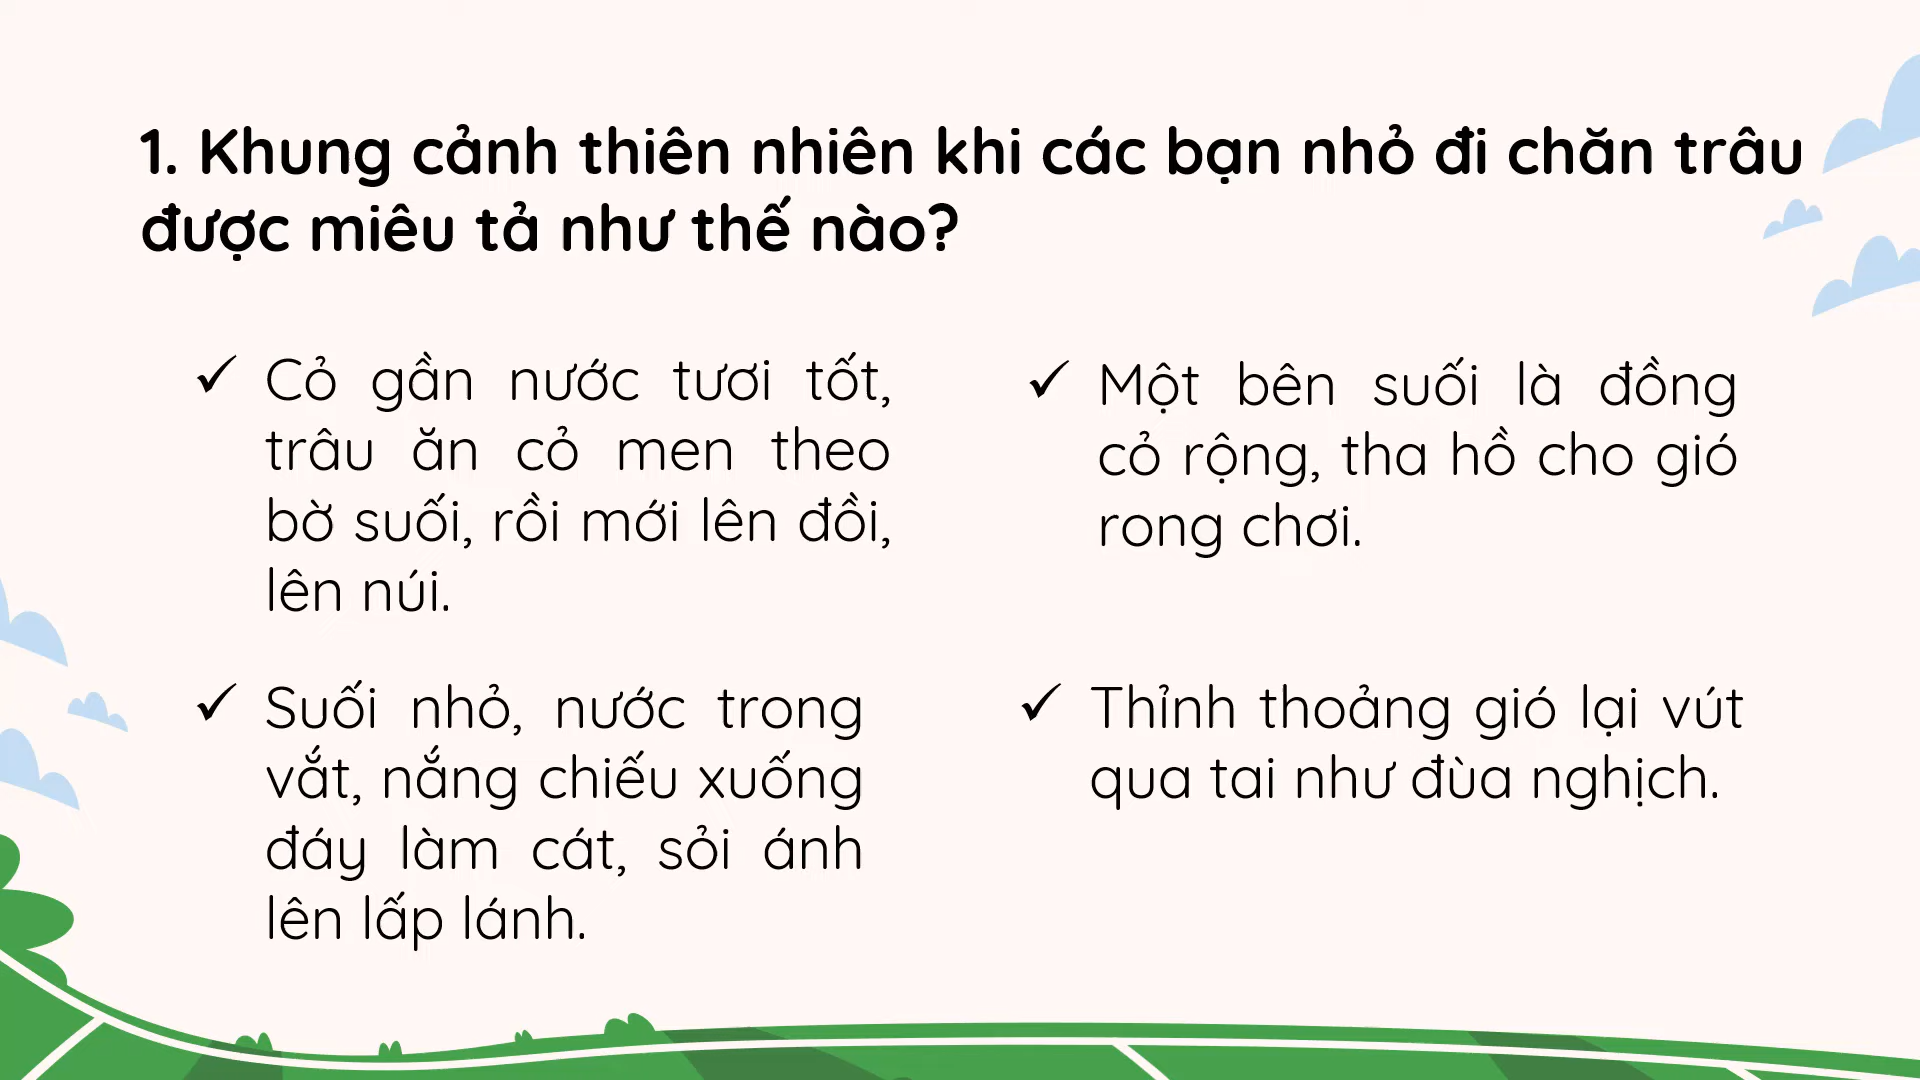 1. Khung cảnh thiên nhiên khi các bạn nhỏ đi chăn trâu
được miêu tả như thế nào?
✓ Cỏ gần nước tươi tốt,
trâu ăn cỏ men theo
bờ suối, rồi mới lên đồi,
lên núi.
✓ Suối nhỏ, nước trong
vắt, nắng chiếu xuống
đáy làm cát, sỏi ánh
lên lấp lánh.
✓ Một bên suối là đồng
cỏ rộng, tha hồ cho gió
rong chơi.
✓ Thỉnh thoảng gió lại vút
qua tai như đùa nghịch.